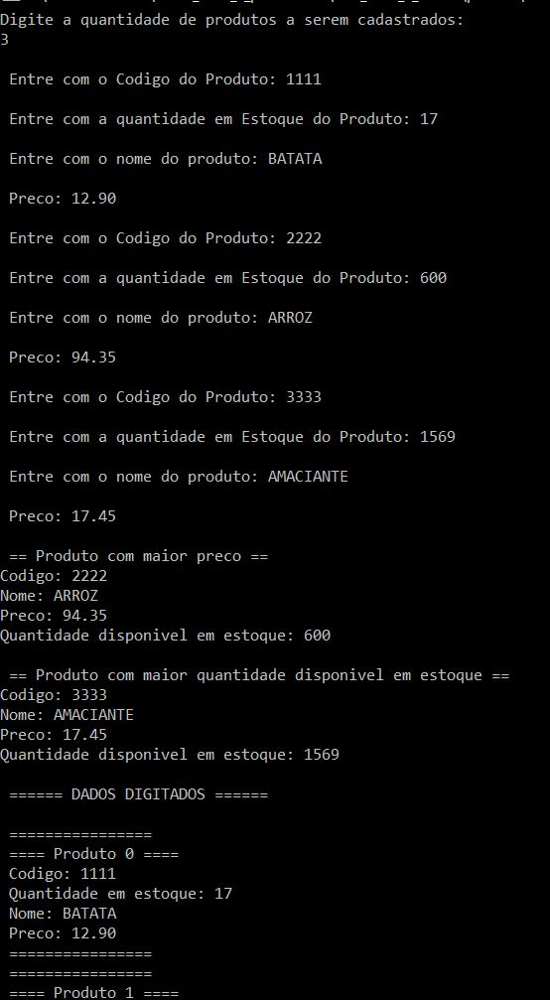 Digite a quantidade de produtos a serem cadastrados:
3
Entre com o Codigo do Produto: 1111
Entre com a quantidade em Estoque do Produto: 17
Entre com o nome do produto: BATATA
Preco: 12.90
Entre com o Codigo do Produto: 2222
Entre com a quantidade em Estoque do Produto: 600
Entre com o nome do produto: ARROZ
Preco: 94.35
Entre com o Codigo do Produto: 3333
Entre com a quantidade em Estoque do Produto: 1569
Entre com o nome do produto: AMACIANTE
Preco: 17.45
== Produto com maior preco ==
Codigo: 2222
Nome: ARROZ
Preco: 94.35
Quantidade disponivel em estoque: 600
== Produto com maior quantidade disponivel em estoque ==
Codigo: 3333
Nome: AMACIANTE
Preco: 17.45
Quantidade disponivel em estoque: 1569
====== DADOS DIGITADOS ======
================
==== Produto 0 ====
Codigo: 1111
Quantidade em estoque: 17
Nome: BATATA
Preco: 12.90
================
================
==== Produto 1 ====